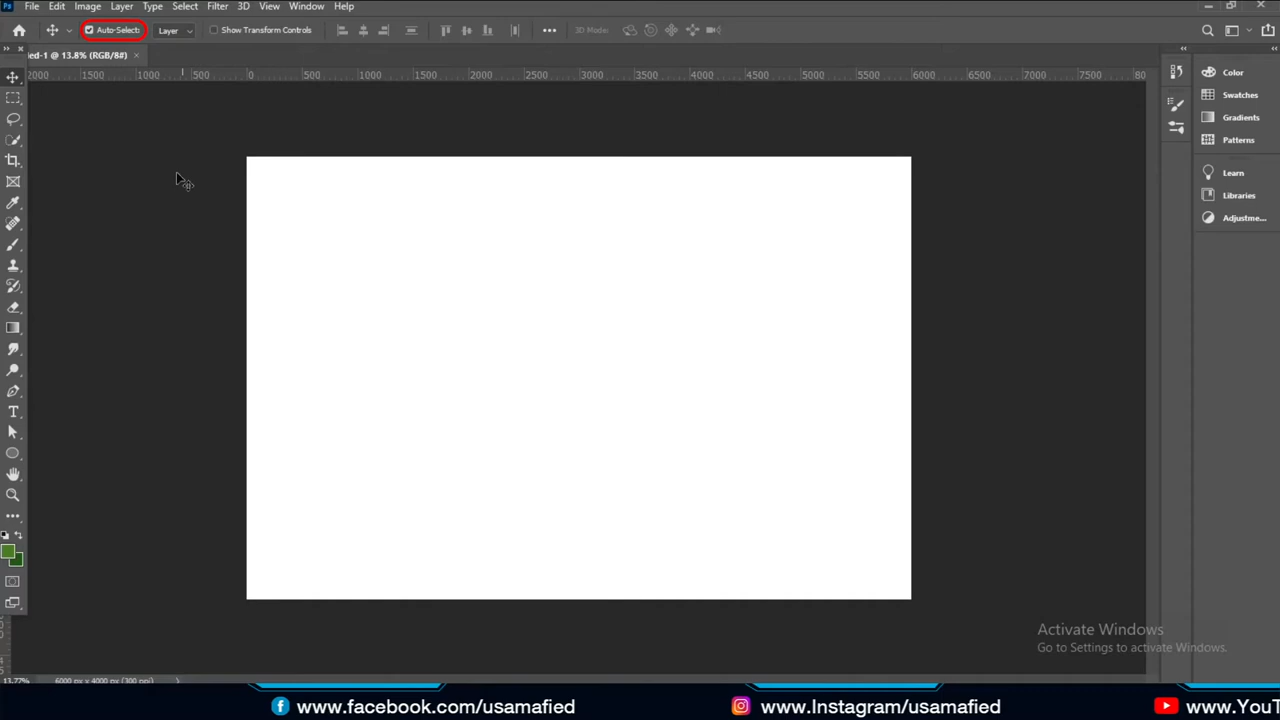 Ps File Edit Image Layer Type Select Filter 3D View Window Help
Auto-Select: Layer Show Transform Controls 3D Mode:
ied-1 @ 13.8% (RGB/8#) ×
2000 1500 1000 500 0 500 1000 1500 2000 2500 3000 3500 4000 4500 5000 5500 6000 6500 7000 7500 80
Color
Swatches
Gradients
Patterns
Learn
Libraries
Adjustme...
T
Activate Windows
Go to Settings to activate Windows.
13.77% 6000 px x 4000 px (300 ppi)
www.facebook.com/usamafied www.Instagram/usamafied www.YouT